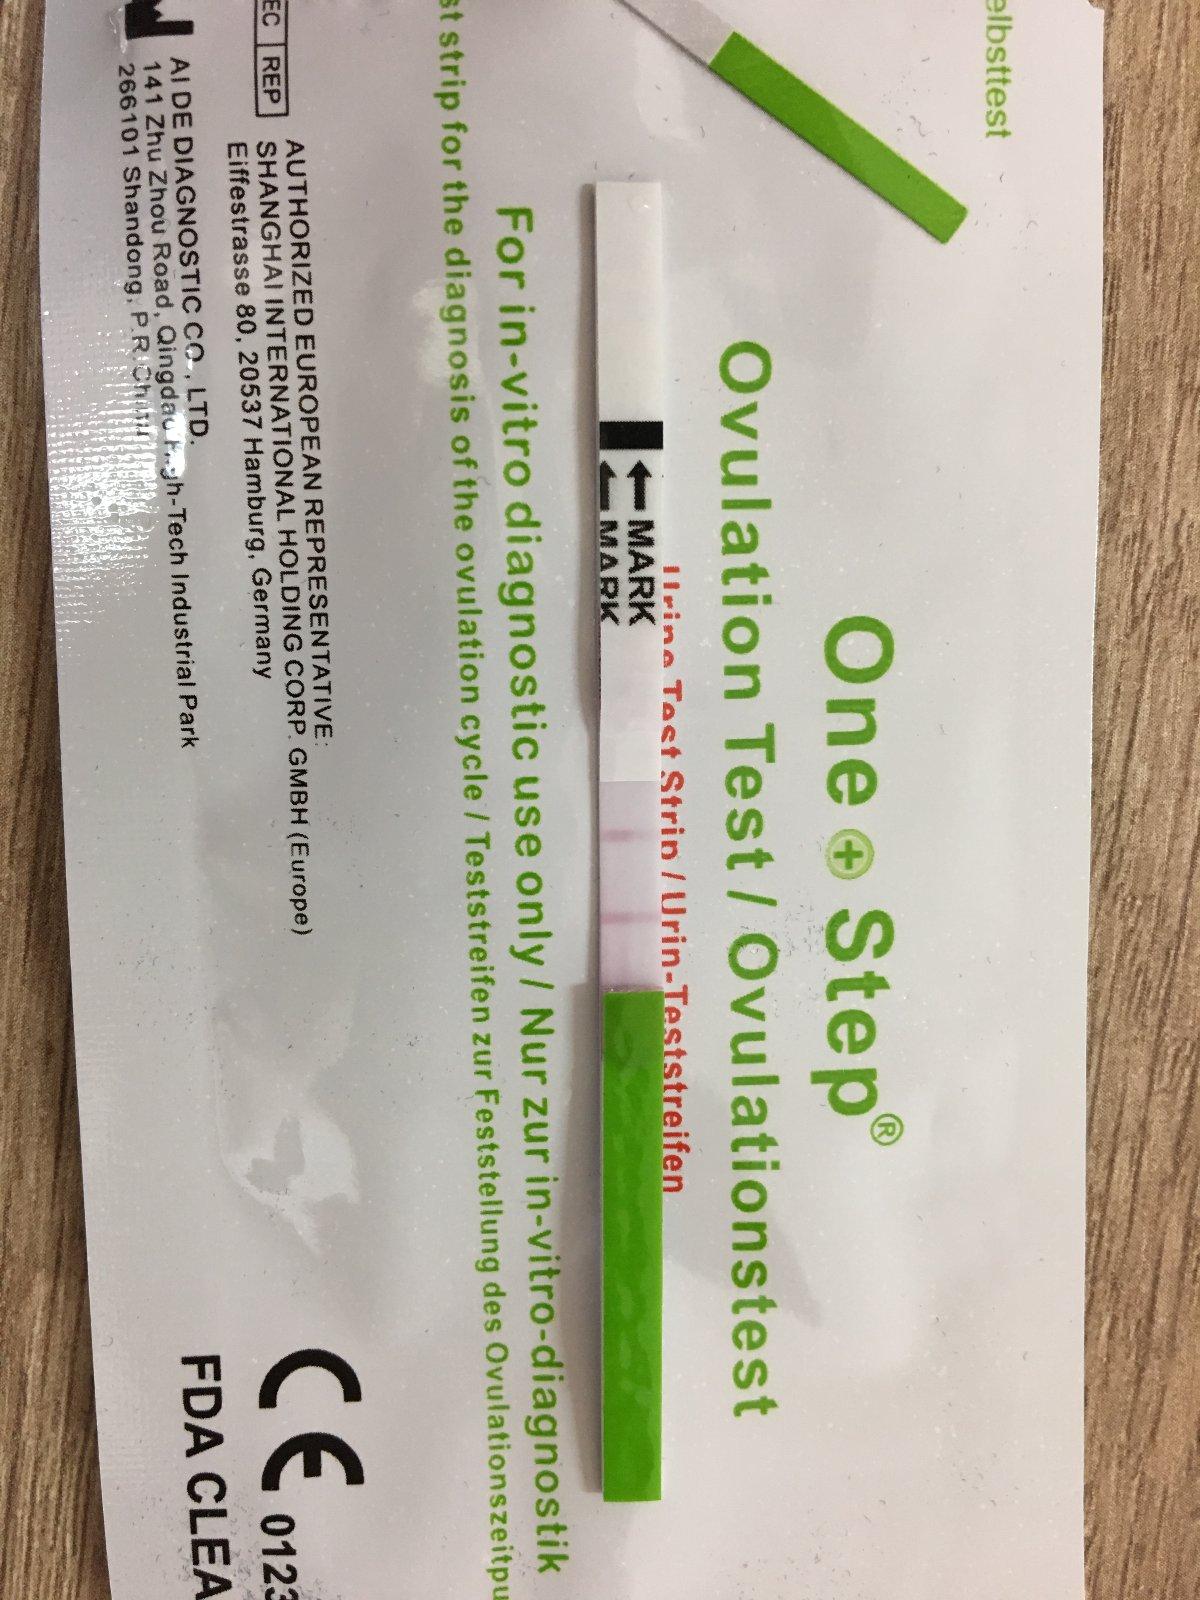 elbsttest
One Step®
Ovulation Test / Ovulationstest
Urine Test Strip / Urin-Teststreifen
MARK
MARK
For in-vitro diagnostic use only / Nur zur in-vitro-diagnostik
st strip for the diagnosis of the ovulation cycle / Teststreifen zur Feststellung des Ovulationszeitpu
EC REP
AUTHORIZED EUROPEAN REPRESENTATIVE:
SHANGHAI INTERNATIONAL HOLDING CORP. GMBH (Europe)
Eiffestrasse 80, 20537 Hamburg, Germany
AI DE DIAGNOSTIC CO., LTD.
141 Zhu Zhou Road, Qingdao High-Tech Industrial Park
266101 Shandong, P.R.China
CE 0123
FDA CLEA